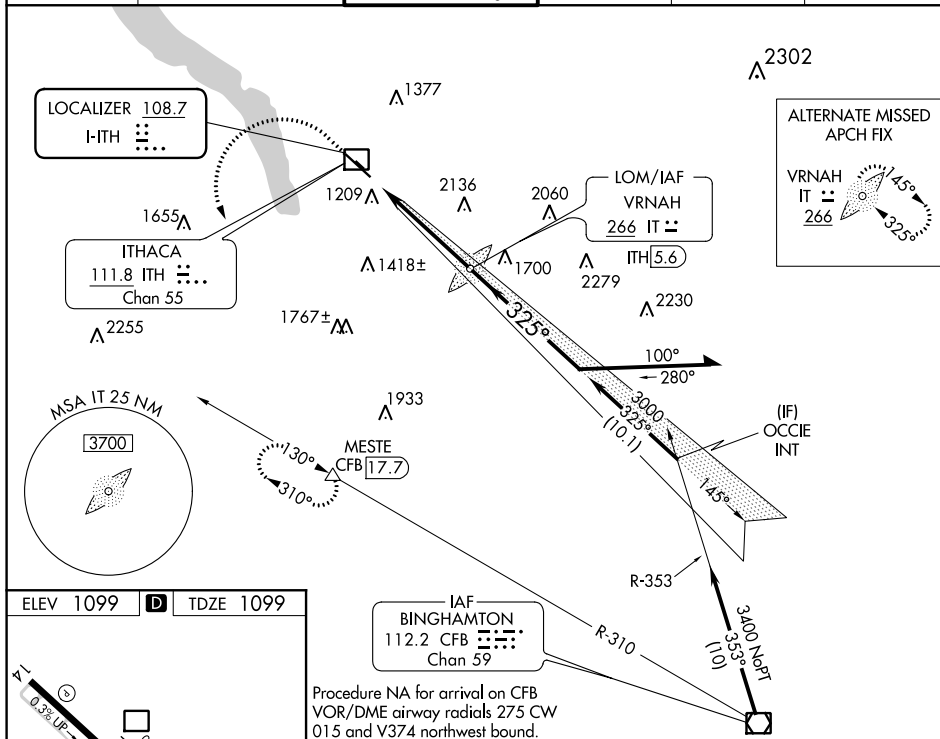 2302
1377
LOCALIZER 108.7
I-ITH
ALTERNATE MISSED
APCH FIX
VRNAH
IT
266
145°
325°
LOM/IAF
VRNAH
266 IT
ITH 5.6
1209
2136
2060
1655
ITHACA
111.8 ITH
Chan 55
1418±
1700
2279
2230
2255
1767±
325°
100°
280°
3000
325°
(10.1)
(IF)
OCCIE
INT
1933
MSA IT 25 NM
3700
MESTE
CFB 17.7
130°
310°
145°
R-353
ELEV 1099 D TDZE 1099
IAF
BINGHAMTON
112.2 CFB
Chan 59
R-310
3400 NoPT
353°
(10)
14
P
0.3% UP
Procedure NA for arrival on CFB
VOR/DME airway radials 275 CW
015 and V374 northwest bound.